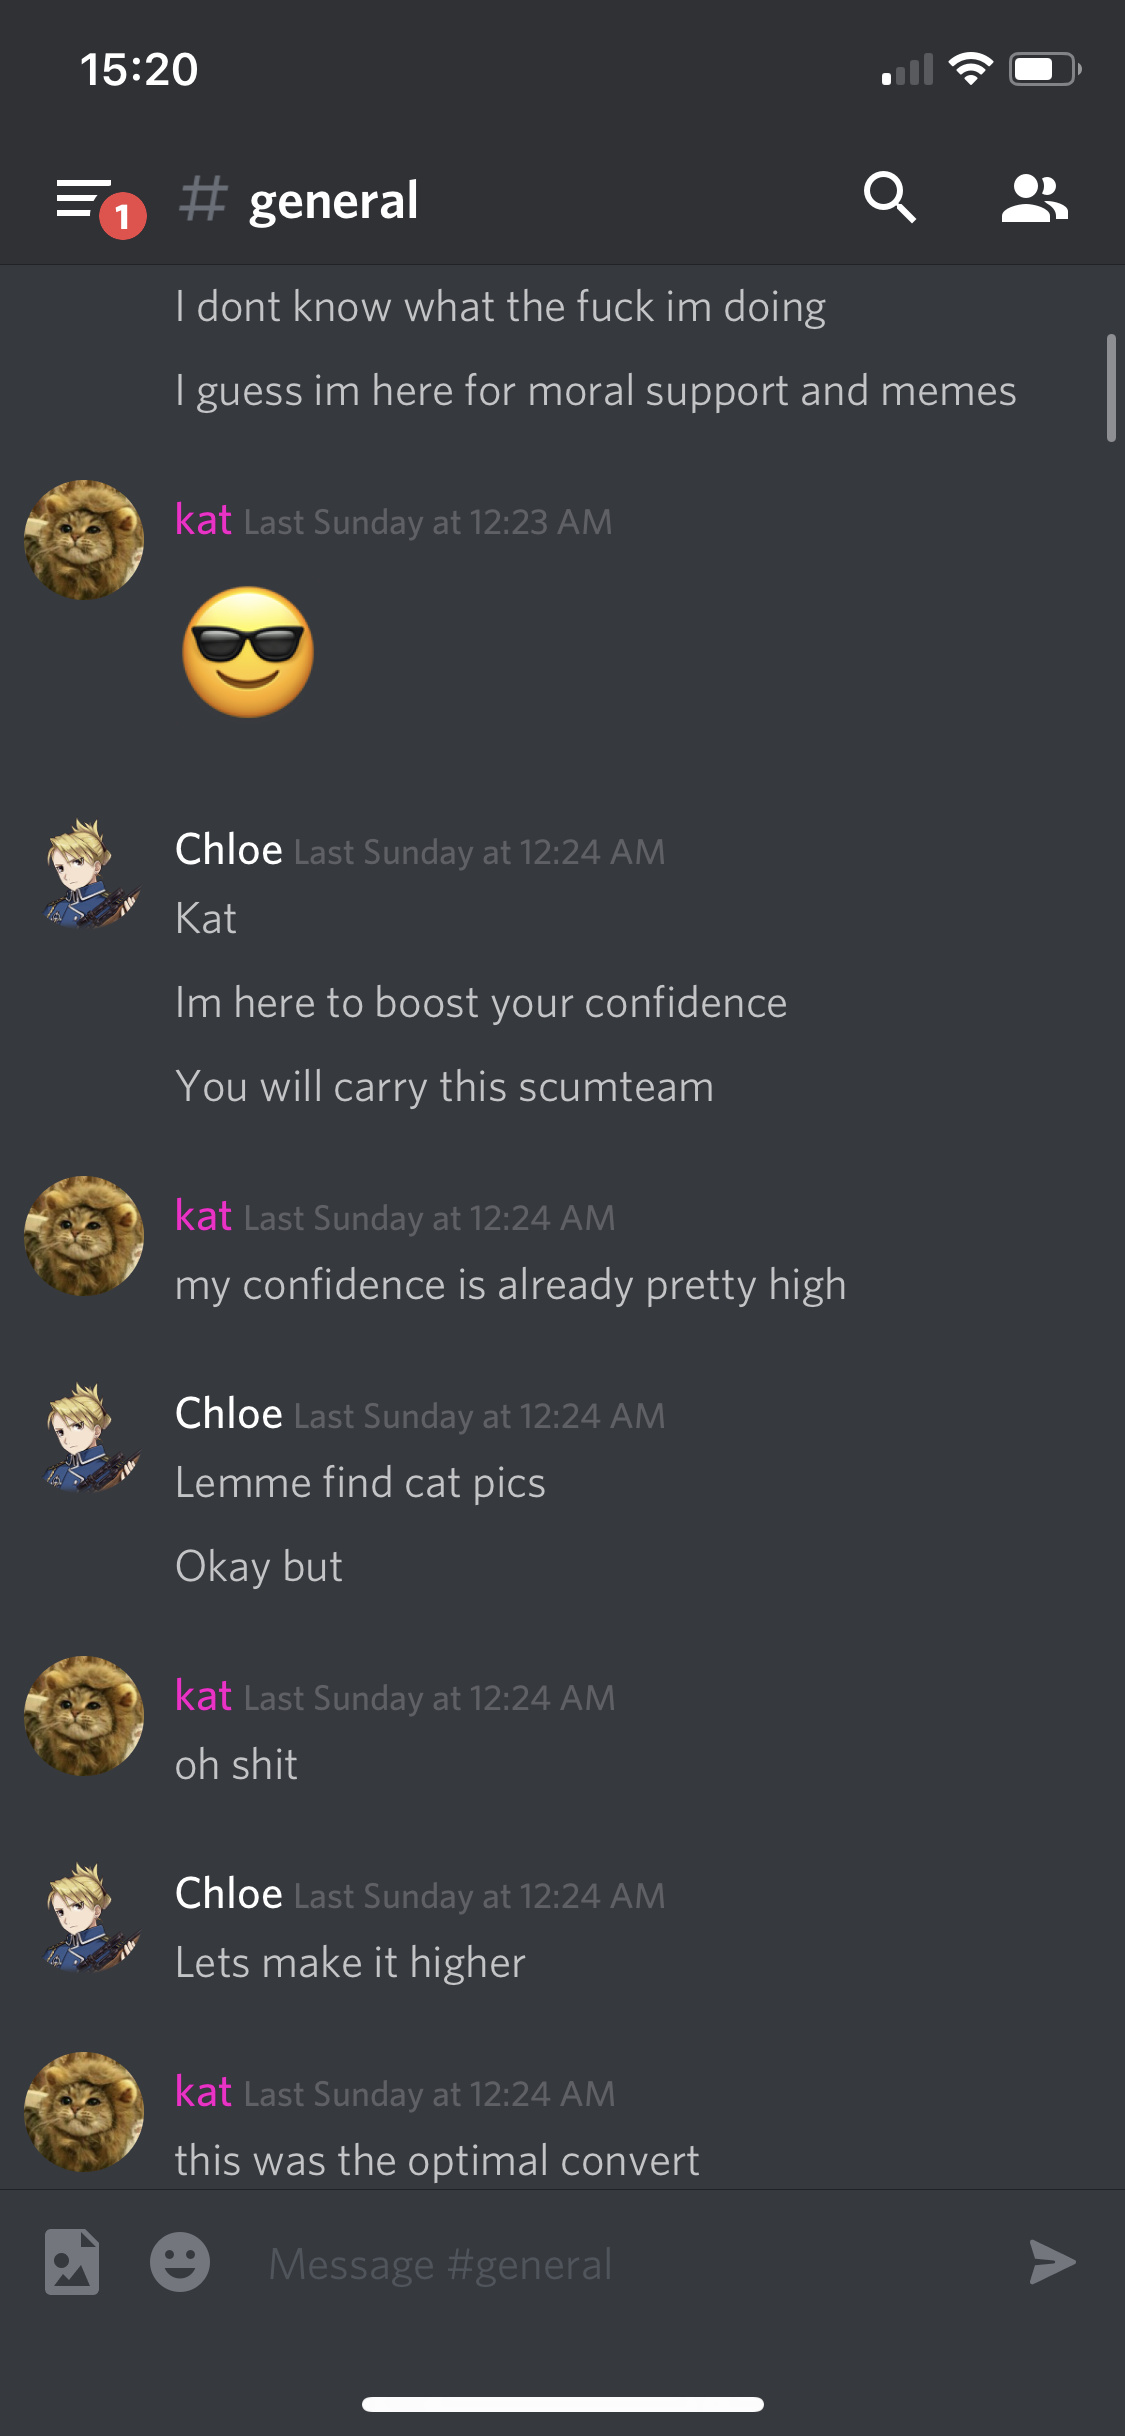 15:20
1
# general
I dont know what the fuck im doing
I guess im here for moral support and memes
kat Last Sunday at 12:23 AM
Chloe Last Sunday at 12:24 AM
Kat
Im here to boost your confidence
You will carry this scumteam
kat Last Sunday at 12:24 AM
my confidence is already pretty high
Chloe Last Sunday at 12:24 AM
Lemme find cat pics
Okay but
kat Last Sunday at 12:24 AM
oh shit
Chloe Last Sunday at 12:24 AM
Lets make it higher
kat Last Sunday at 12:24 AM
this was the optimal convert
Message #general